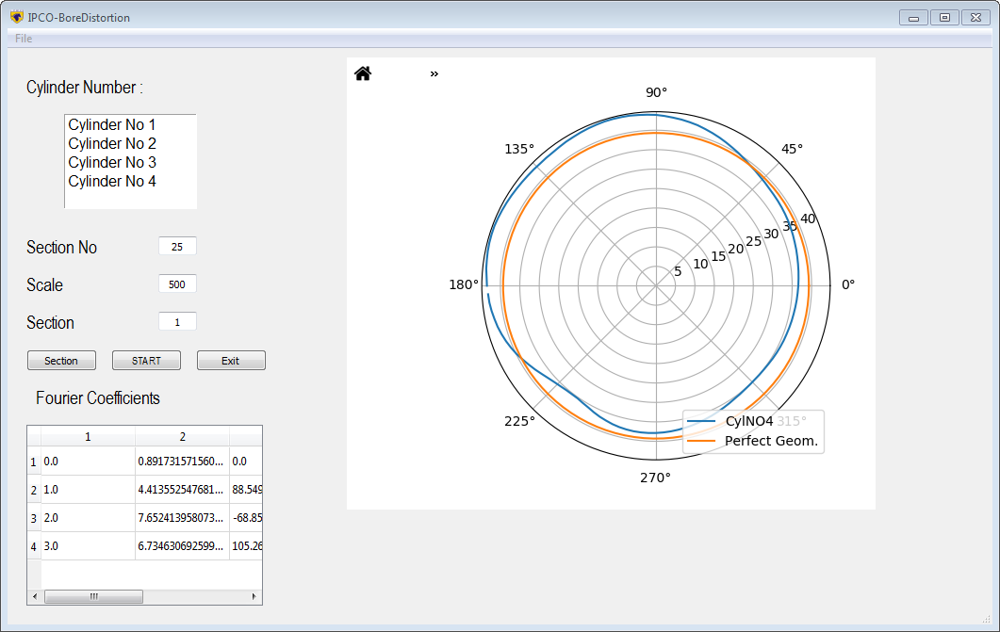 IPCO-BoreDistortion
File
Cylinder Number :
Cylinder No 1
Cylinder No 2
Cylinder No 3
Cylinder No 4
Section No 25
Scale 500
Section 1
Section START Exit
Fourier Coefficients
1 2
1 0.0 0.891731571560... 0.0
2 1.0 4.413552547681... 88.549
3 2.0 7.652413958073... -68.85
4 3.0 6.734630692599... 105.26
»
90°
135° 45°
5 10 15 20 25 30 35 40
180° 0°
225° 315°
270°
CylNO4
Perfect Geom.